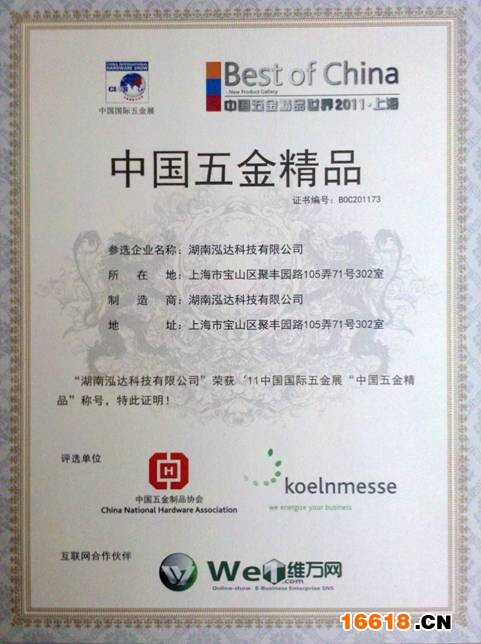 CHINA INTERNATIONAL
HARDWARE SHOW
中国国际五金展
Best of China
- New Product Gallery
中国五金精品世界2011·上海
中国五金精品
证书编号：BOC201173
参选企业名称：湖南泓达科技有限公司
所 在 地：上海市宝山区聚丰园路105弄71号302室
制 造 商：湖南泓达科技有限公司
地 址：上海市宝山区聚丰园路105弄71号302室
“湖南泓达科技有限公司”荣获 '11中国国际五金展“中国五金精
品”称号，特此证明！
评选单位
中国五金制品协会
China National Hardware Association
koelnmesse
we energize your business
互联网合作伙伴
维万网
.com
Online-show E-Business Enterprise SNS
16618.CN